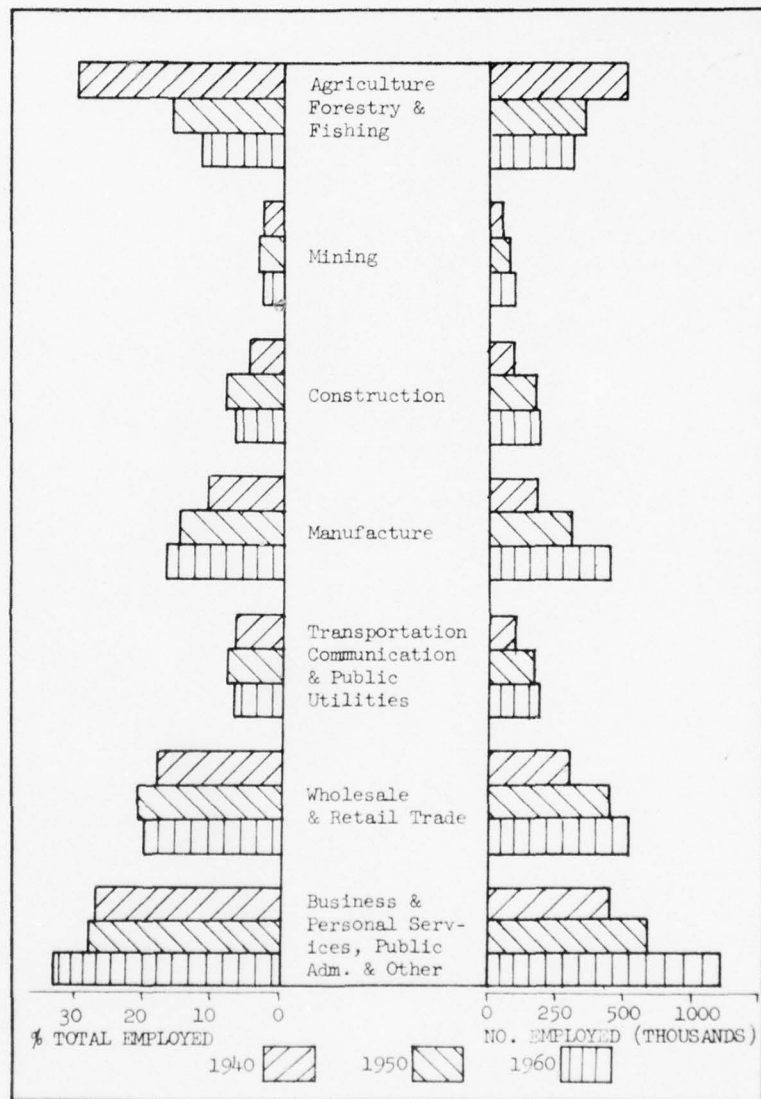 Agriculture
Forestry &
Fishing
Mining
Construction
Manufacture
Transportation
Communication
& Public
Utilities
Wholesale
& Retail Trade
Business &
Personal Serv-
ices, Public
Adm. & Other
30 20 10 0 0 250 500 1000
% TOTAL EMPLOYED NO. EMPLOYED (THOUSANDS)
1940 1950 1960